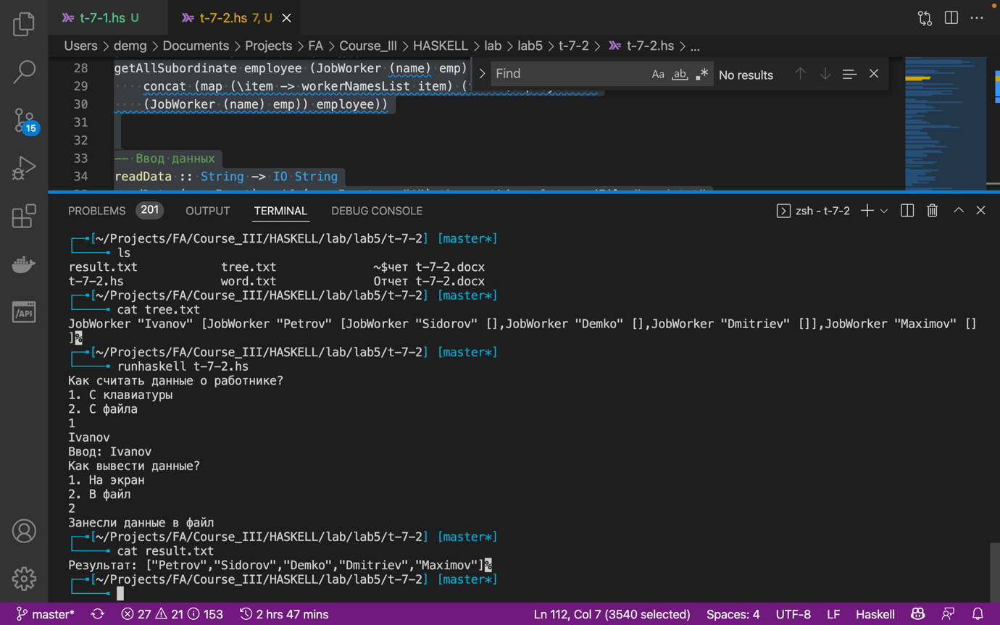 t-7-1.hs U
t-7-2.hs 7, U
Users > demg > Documents > Projects > FA > Course_III > HASKELL > lab > lab5 > t-7-2 > t-7-2.hs > ...
28 getAllSubordinate employee (JobWorker (name) emp)
Find
Aa ab .* No results
29 ····concat (map (\item -> workerNamesList item) (
30 ····(JobWorker (name) emp)) employee))
31
32
33 -- Ввод данных
34 readData :: String -> IO String
PROBLEMS 201 OUTPUT TERMINAL DEBUG CONSOLE zsh - t-7-2
[~/Projects/FA/Course_III/HASKELL/lab/lab5/t-7-2] [master*]
ls
result.txt tree.txt ~$чет t-7-2.docx
t-7-2.hs word.txt Отчет t-7-2.docx
[~/Projects/FA/Course_III/HASKELL/lab/lab5/t-7-2] [master*]
cat tree.txt
JobWorker "Ivanov" [JobWorker "Petrov" [JobWorker "Sidorov" [],JobWorker "Demko" [],JobWorker "Dmitriev" []],JobWorker "Maximov" []
]%
[~/Projects/FA/Course_III/HASKELL/lab/lab5/t-7-2] [master*]
runhaskell t-7-2.hs
Как считать данные о работнике?
1. С клавиатуры
2. С файла
1
Ivanov
Ввод: Ivanov
Как вывести данные?
1. На экран
2. В файл
2
Занесли данные в файл
[~/Projects/FA/Course_III/HASKELL/lab/lab5/t-7-2] [master*]
cat result.txt
Результат: ["Petrov","Sidorov","Demko","Dmitriev","Maximov"]%
[~/Projects/FA/Course_III/HASKELL/lab/lab5/t-7-2] [master*]
15
/API
master* 27 21 153 2 hrs 47 mins Ln 112, Col 7 (3540 selected) Spaces: 4 UTF-8 LF Haskell